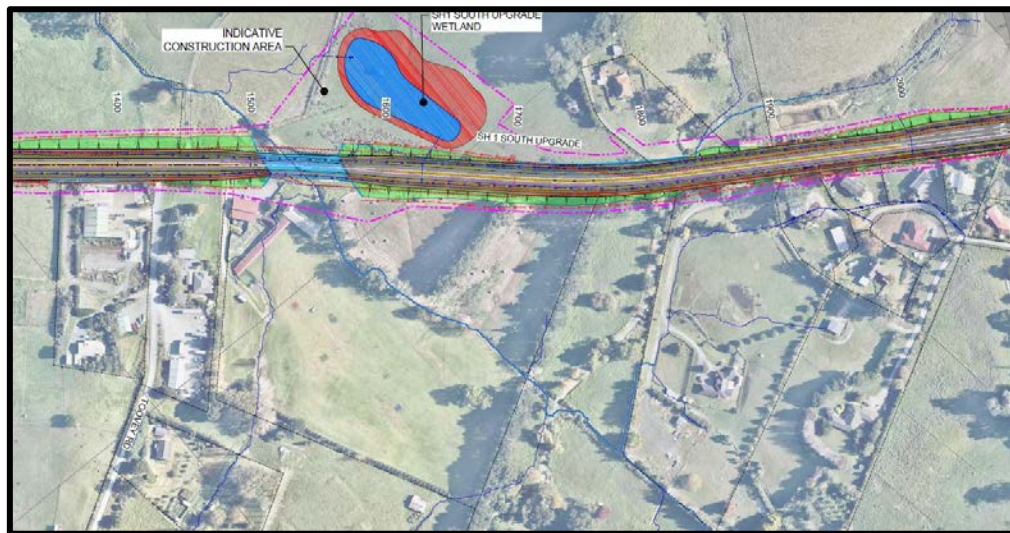 SH1 SOUTH UPGRADE
WETLAND
INDICATIVE
CONSTRUCTION AREA
1400
1500
1600
1700
1800
1900
2000
SH 1 SOUTH UPGRADE
TOOVEY RD